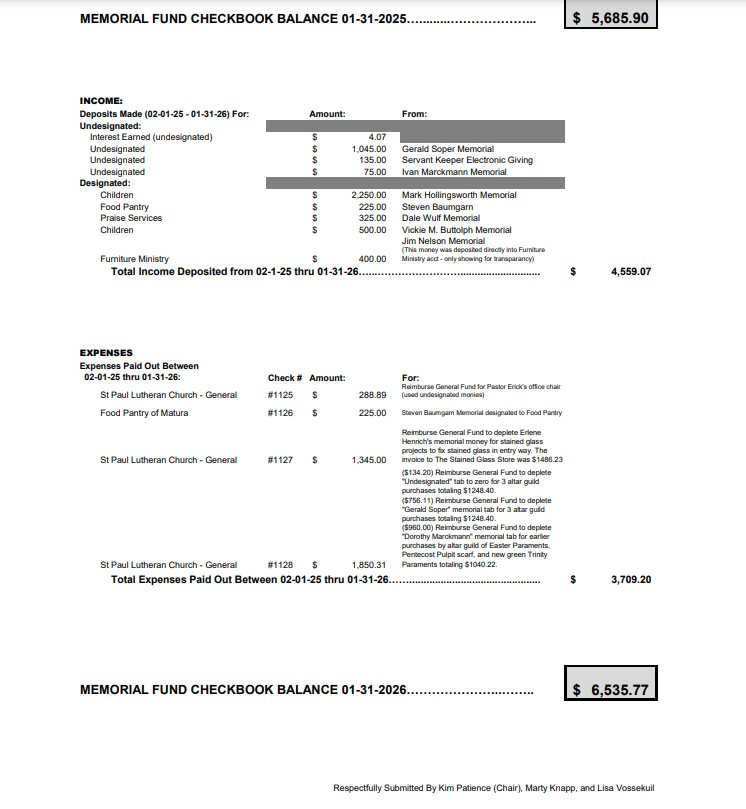 MEMORIAL FUND CHECKBOOK BALANCE 01-31-2025….........…………………... $ 5,685.90
INCOME:
Deposits Made (02-01-25 - 01-31-26) For: Amount: From:
Undesignated:
Interest Earned (undesignated) $ 4.07
Undesignated $ 1,045.00 Gerald Soper Memorial
Undesignated $ 135.00 Servant Keeper Electronic Giving
Undesignated $ 75.00 Ivan Marckmann Memorial
Designated:
Children $ 2,250.00 Mark Hollingsworth Memorial
Food Pantry $ 225.00 Steven Baumgarn
Praise Services $ 325.00 Dale Wulf Memorial
Children $ 500.00 Vickie M. Buttolph Memorial
Jim Nelson Memorial
(This money was deposited directly into Furniture
Furniture Ministry $ 400.00 Ministry acct - only showing for transparancy)
Total Income Deposited from 02-1-25 thru 01-31-26…...……………………........................... $ 4,559.07
EXPENSES
Expenses Paid Out Between
02-01-25 thru 01-31-26: Check # Amount: For:
Reimburse General Fund for Pastor Erick's office chair
St Paul Lutheran Church - General #1125 $ 288.89 (used undesignated monies)
Food Pantry of Matura #1126 $ 225.00 Steven Baumgarn Memorial designated to Food Pantry
Reimburse General Fund to deplete Erlene
Henrich's memorial money for stained glass
projects to fix stained glass in entry way. The
St Paul Lutheran Church - General #1127 $ 1,345.00 invoice to The Stained Glass Store was $1486.23
($134.20) Reimburse General Fund to deplete
"Undesignated" tab to zero for 3 altar guild
purchases totaling $1248.40.
($756.11) Reimburse General Fund to deplete
"Gerald Soper" memorial tab for 3 altar guild
purchases totaling $1248.40.
($960.00) Reimburse General Fund to deplete
"Dorothy Marckmann" memorial tab for earlier
purchases by altar guild of Easter Paraments,
Pentecost Pulpit scarf, and new green Trinity
St Paul Lutheran Church - General #1128 $ 1,850.31 Paraments totaling $1040.22.
Total Expenses Paid Out Between 02-01-25 thru 01-31-26…................................................. $ 3,709.20
MEMORIAL FUND CHECKBOOK BALANCE 01-31-2026…………………...…….. $ 6,535.77
Respectfully Submitted By Kim Patience (Chair), Marty Knapp, and Lisa Vossekuil